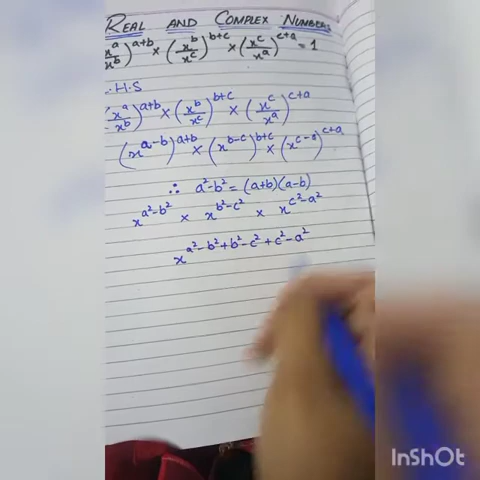 REAL AND COMPLEX NUMBERS
(x^a/x^b)^(a+b) × (x^b/x^c)^(b+c) × (x^c/x^a)^(c+a) = 1
.H.S
(x^a/x^b)^(a+b) × (x^b/x^c)^(b+c) × (x^c/x^a)^(c+a)
(x^(a-b))^(a+b) × (x^(b-c))^(b+c) × (x^(c-a))^(c+a)
∴ a²-b² = (a+b)(a-b)
x^(a²-b²) × x^(b²-c²) × x^(c²-a²)
x^(a²-b²+b²-c²+c²-a²)
InShOt